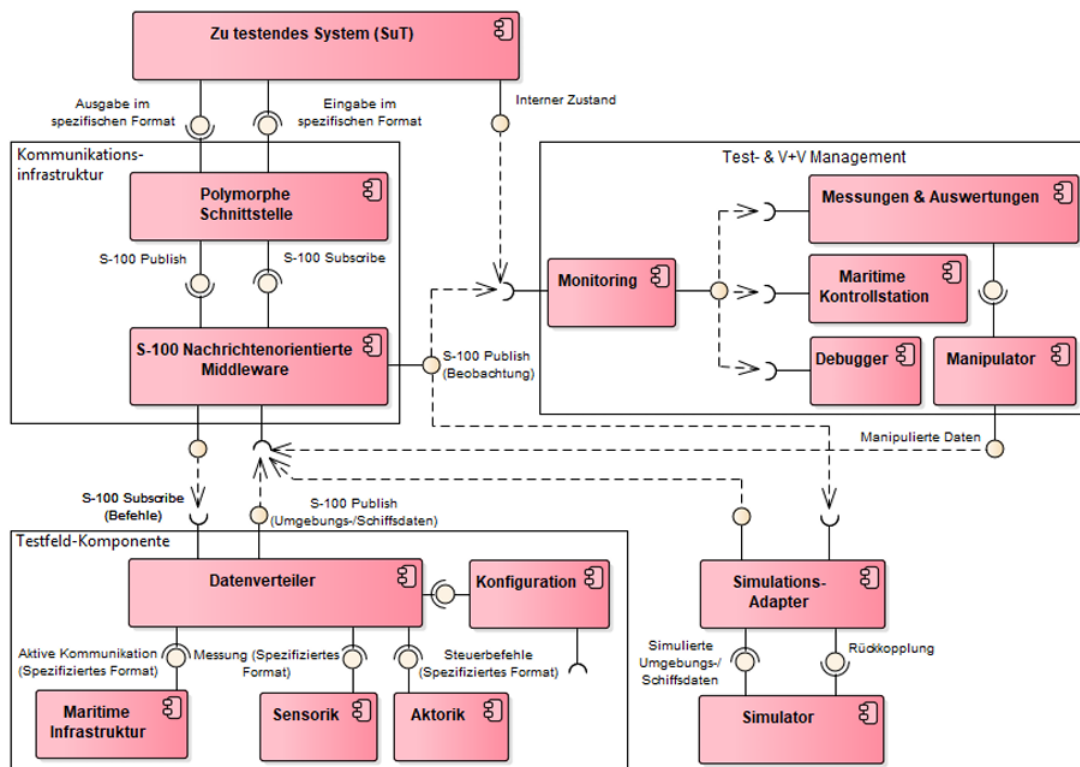 Zu testendes System (SuT)
Ausgabe im
spezifischen Format
Eingabe im
spezifischen Format
Interner Zustand
Kommunikations-
infrastruktur
Polymorphe
Schnittstelle
S-100 Publish
S-100 Subscribe
S-100 Nachrichtenorientierte
Middleware
S-100 Publish
(Beobachtung)
Test- & V+V Management
Monitoring
Messungen & Auswertungen
Maritime
Kontrollstation
Debugger
Manipulator
Manipulierte Daten
S-100 Subscribe
(Befehle)
S-100 Publish
(Umgebungs-/Schiffsdaten)
Testfeld-Komponente
Datenverteiler
Konfiguration
Aktive Kommunikation
(Spezifiziertes Format)
Messung (Spezifiziertes
Format)
Steuerbefehle
(Spezifiziertes Format)
Maritime
Infrastruktur
Sensorik
Aktorik
Simulations-
Adapter
Simulierte
Umgebungs-/
Schiffsdaten
Rückkopplung
Simulator